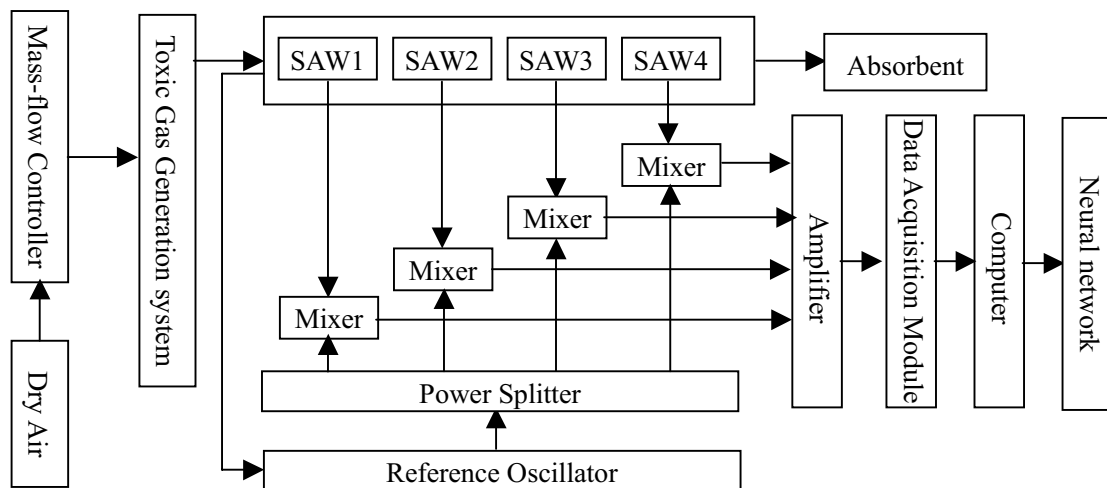 Mass-flow Controller
Dry Air
Toxic Gas Generation system
SAW1
SAW2
SAW3
SAW4
Absorbent
Mixer
Mixer
Mixer
Mixer
Power Splitter
Reference Oscillator
Amplifier
Data Acquisition Module
Computer
Neural network